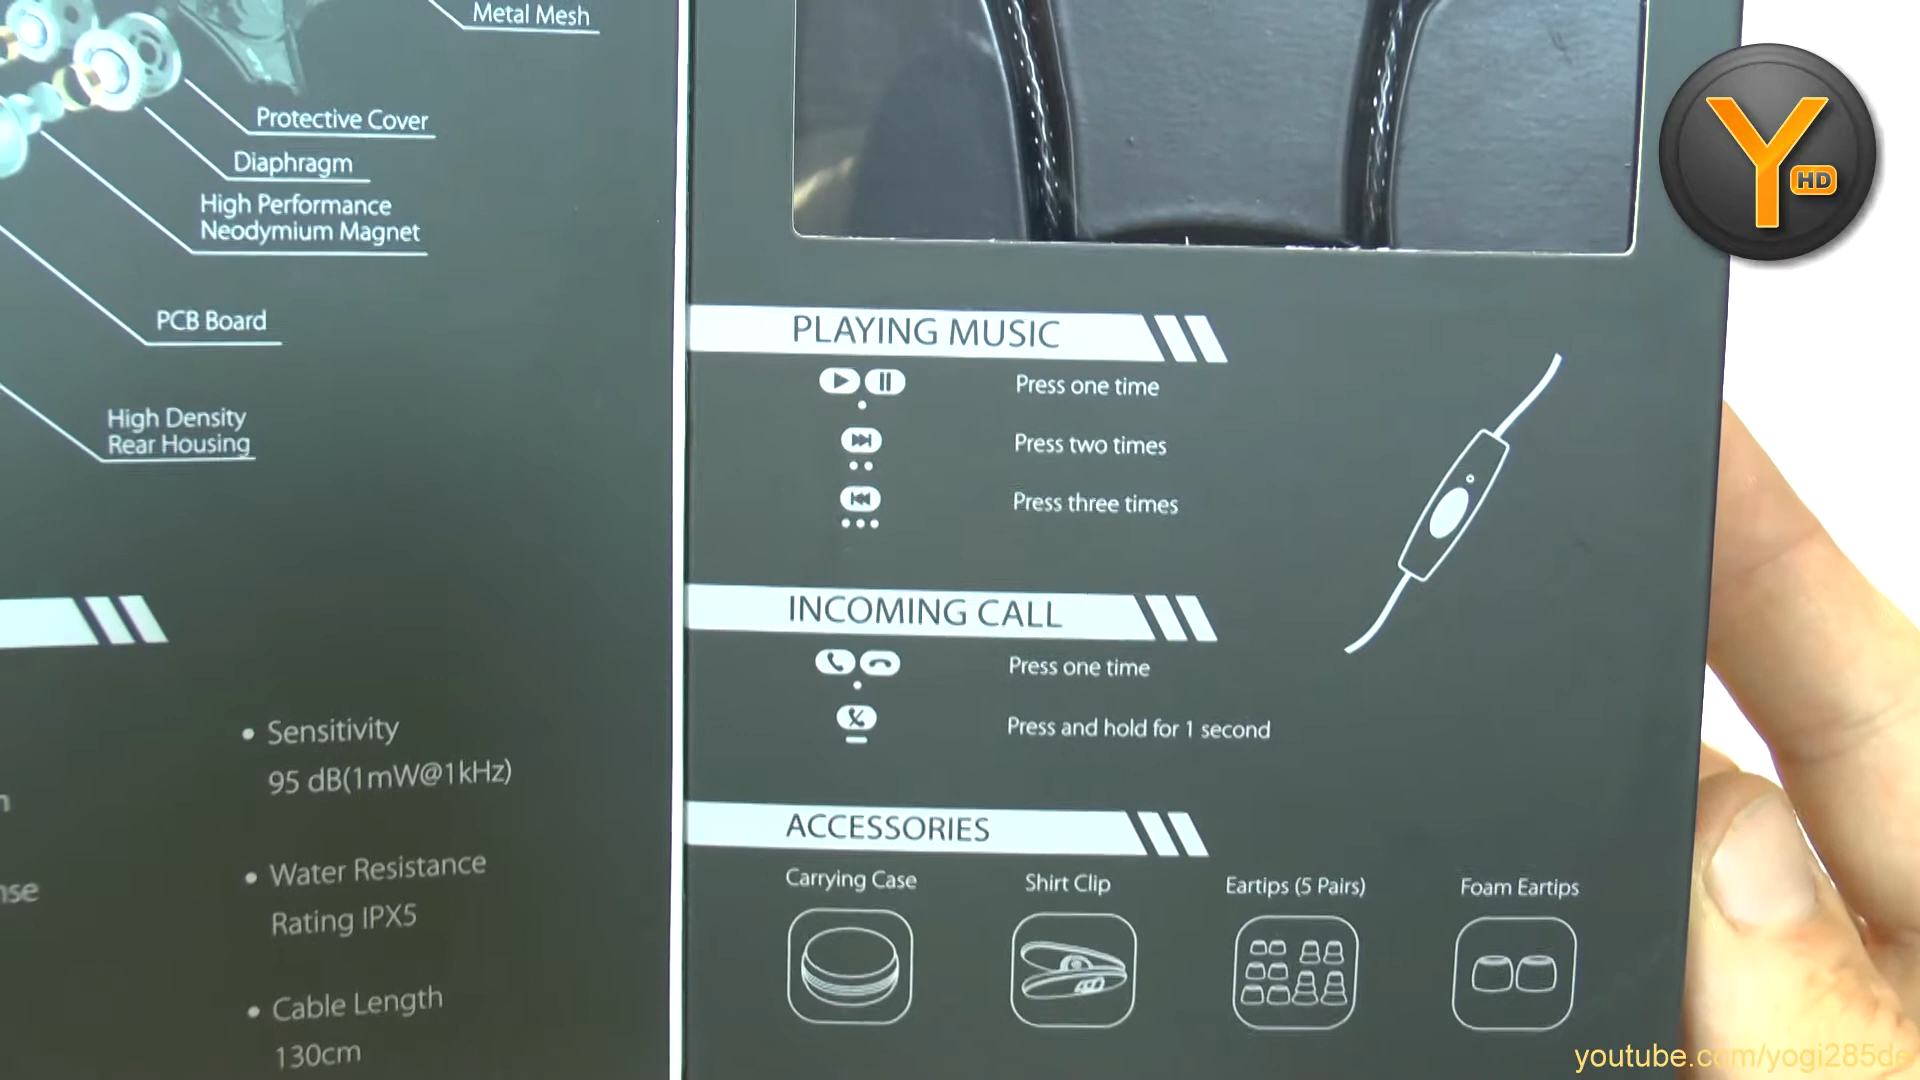 Metal Mesh
Protective Cover
Diaphragm
High Performance
Neodymium Magnet
PCB Board
High Density
Rear Housing
• Sensitivity
95 dB(1mW@1kHz)
• Water Resistance
Rating IPX5
• Cable Length
130cm
PLAYING MUSIC
Press one time
Press two times
Press three times
INCOMING CALL
Press one time
Press and hold for 1 second
ACCESSORIES
Carrying Case
Shirt Clip
Eartips (5 Pairs)
Foam Eartips
Y HD
youtube.com/yogi285de